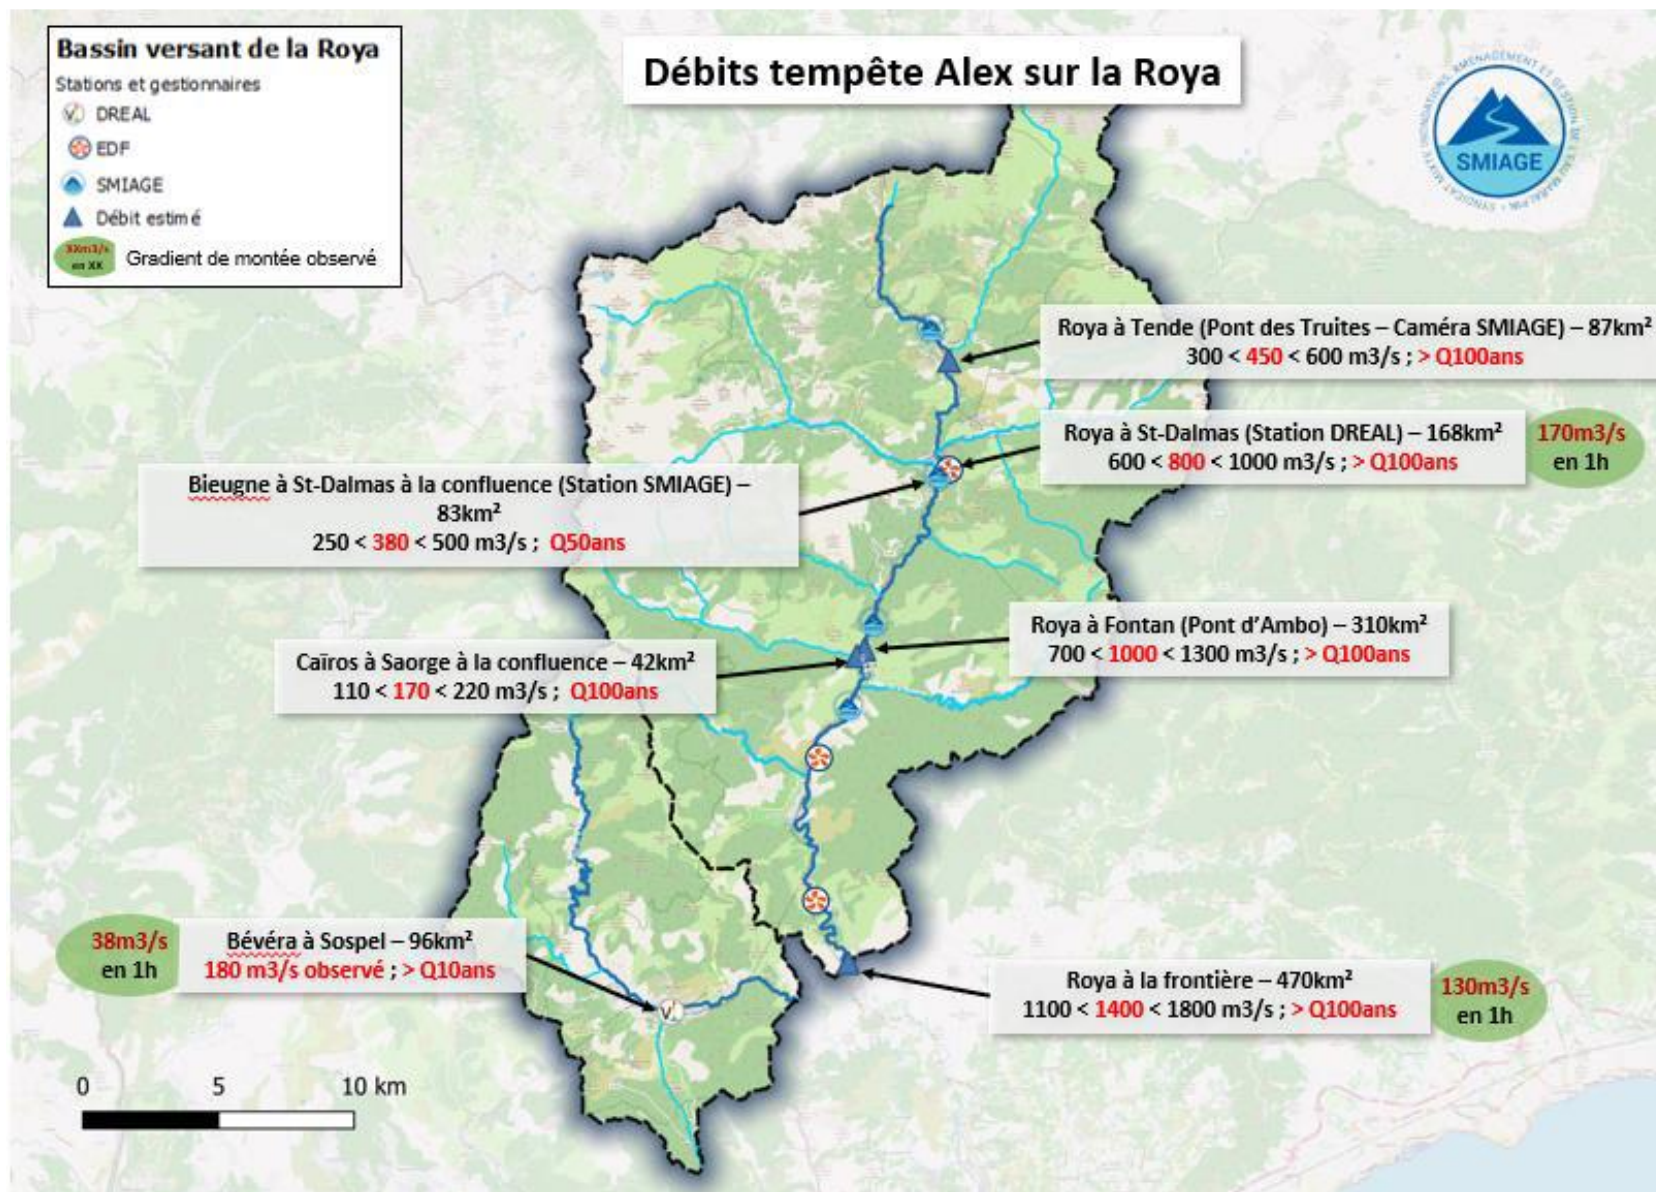 Bassin versant de la Roya
Stations et gestionnaires
DREAL
EDF
SMIAGE
Débit estimé
XXm3/s
en XX
Gradient de montée observé
Débits tempête Alex sur la Roya
SMIAGE
Roya à Tende (Pont des Truites – Caméra SMIAGE) – 87km²
300 < 450 < 600 m3/s ; > Q100ans
Roya à St-Dalmas (Station DREAL) – 168km²
600 < 800 < 1000 m3/s ; > Q100ans
170m3/s
en 1h
Bieugne à St-Dalmas à la confluence (Station SMIAGE) –
83km²
250 < 380 < 500 m3/s ; Q50ans
Roya à Fontan (Pont d'Ambo) – 310km²
700 < 1000 < 1300 m3/s ; > Q100ans
Caïros à Saorge à la confluence – 42km²
110 < 170 < 220 m3/s ; Q100ans
38m3/s
en 1h
Bévéra à Sospel – 96km²
180 m3/s observé ; > Q10ans
Roya à la frontière – 470km²
1100 < 1400 < 1800 m3/s ; > Q100ans
130m3/s
en 1h
0 5 10 km